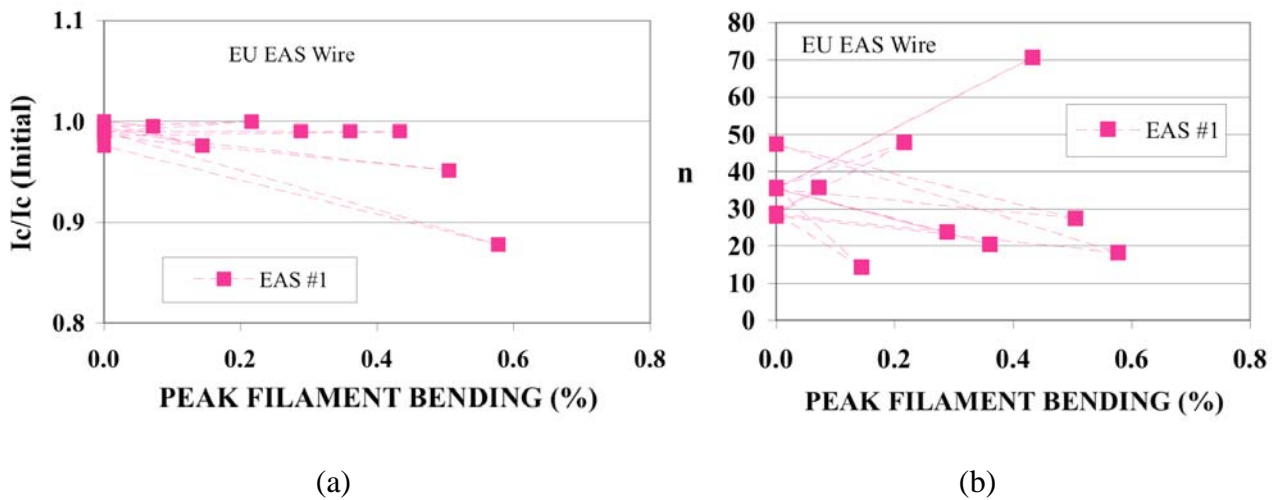 1.1
1.0
0.9
0.8
Ic/Ic (Initial)
EU EAS Wire
EAS #1
0.0 0.2 0.4 0.6 0.8
PEAK FILAMENT BENDING (%)
(a)
80
70
60
50
40
30
20
10
0
n
EU EAS Wire
EAS #1
0.0 0.2 0.4 0.6 0.8
PEAK FILAMENT BENDING (%)
(b)